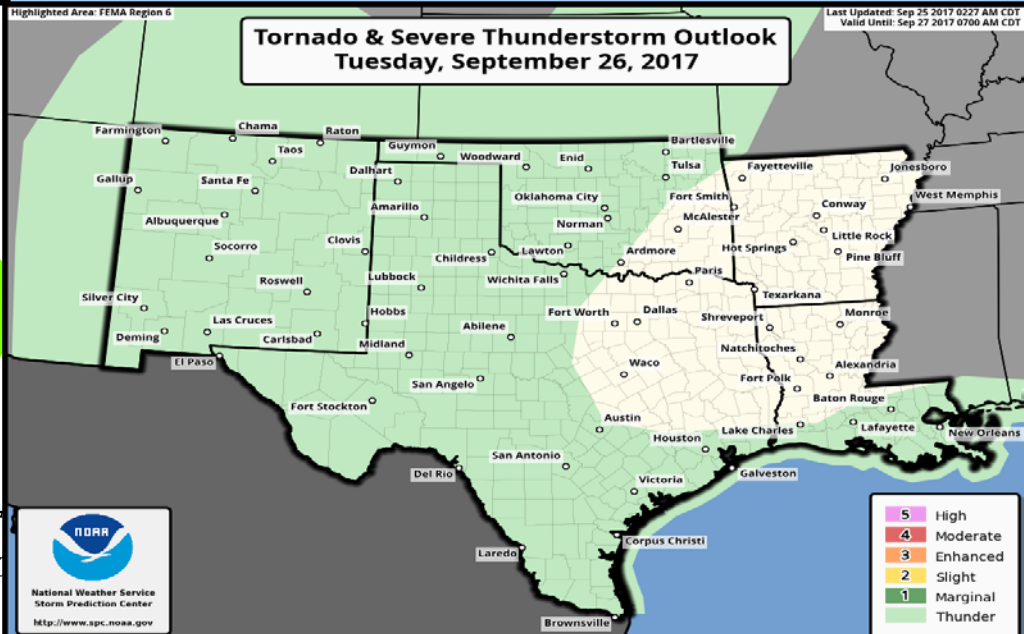 Highlighted Area: FEMA Region 6
Last Updated: Sep 25 2017 0227 AM CDT
Valid Until: Sep 27 2017 0700 AM CDT
Tornado & Severe Thunderstorm Outlook
Tuesday, September 26, 2017
Farmington
Chama
Raton
Guymon
Bartlesville
Taos
Woodward
Enid
Tulsa
Fayetteville
Jonesboro
Gallup
Santa Fe
Dalhart
Oklahoma City
Fort Smith
West Memphis
Albuquerque
Amarillo
Norman
McAlester
Conway
Socorro
Clovis
Childress
Lawton
Ardmore
Hot Springs
Little Rock
Pine Bluff
Roswell
Lubbock
Wichita Falls
Paris
Silver City
Texarkana
Las Cruces
Hobbs
Abilene
Fort Worth
Dallas
Shreveport
Monroe
Deming
Carlsbad
Midland
Natchitoches
El Paso
San Angelo
Waco
Fort Polk
Alexandria
Fort Stockton
Austin
Baton Rouge
Houston
Lake Charles
Lafayette
New Orleans
Del Rio
San Antonio
Galveston
Victoria
Laredo
Corpus Christi
Brownsville
NOAA
National Weather Service
Storm Prediction Center
http://www.spc.noaa.gov
5 High
4 Moderate
3 Enhanced
2 Slight
1 Marginal
Thunder